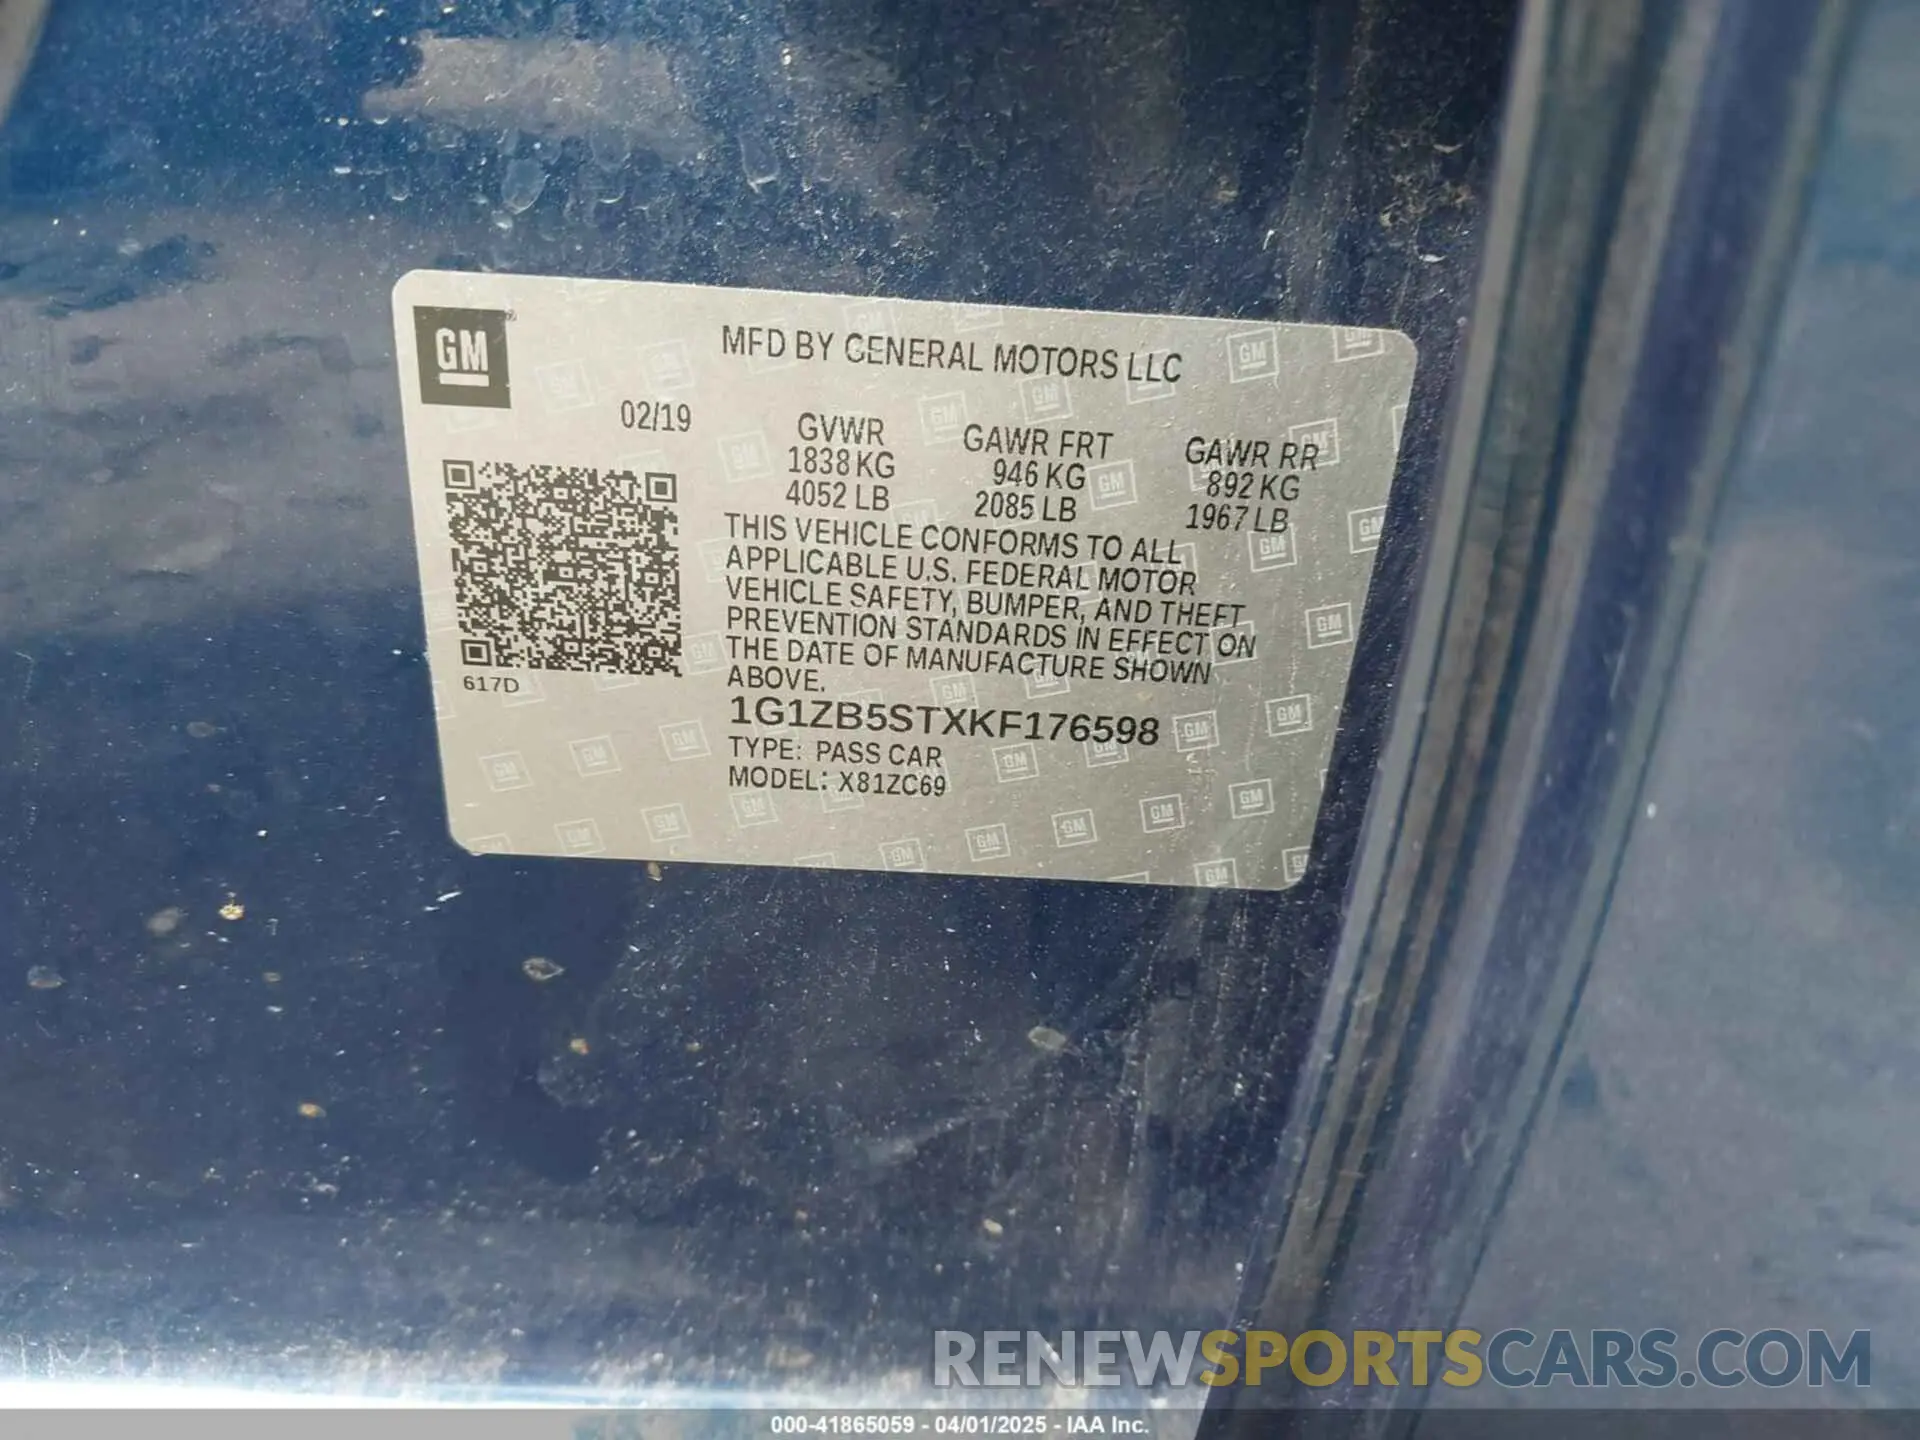 GM®
MFD BY GENERAL MOTORS LLC
02/19
GVWR GAWR FRT GAWR RR
1838 KG 946 KG 892 KG
4052 LB 2085 LB 1967 LB
THIS VEHICLE CONFORMS TO ALL
APPLICABLE U.S. FEDERAL MOTOR
VEHICLE SAFETY, BUMPER, AND THEFT
PREVENTION STANDARDS IN EFFECT ON
THE DATE OF MANUFACTURE SHOWN
ABOVE.
617D
1G1ZB5STXKF176598
TYPE: PASS CAR
MODEL: X81ZC69
RENEWSPORTSCARS.COM
000-41865059 - 04/01/2025 - IAA Inc.